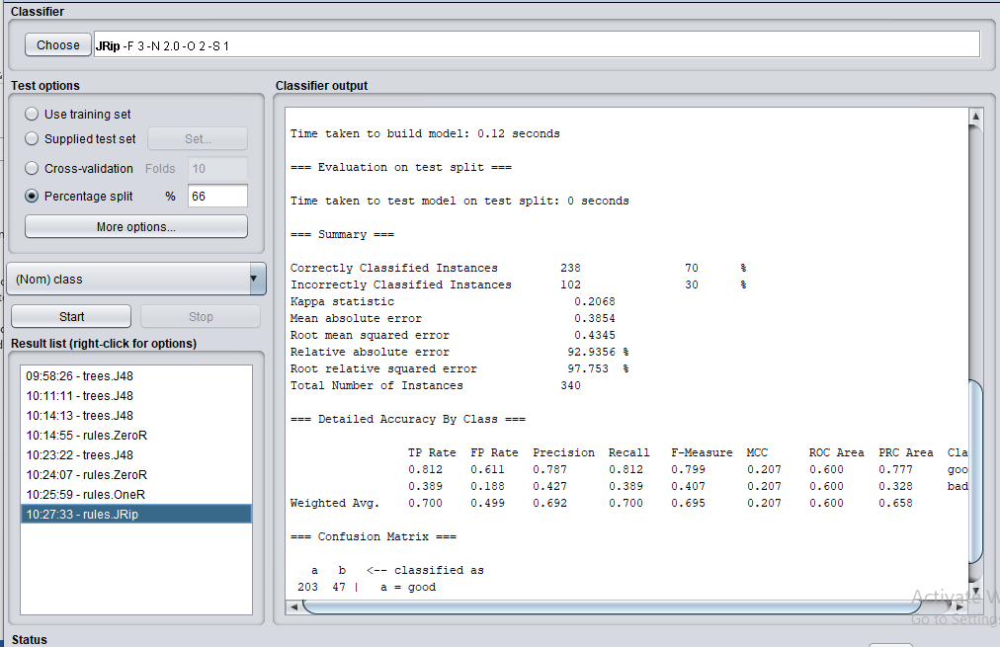 Classifier
Choose JRip -F 3 -N 2.0 -O 2 -S 1
Test options
Use training set
Supplied test set Set...
Cross-validation Folds 10
Percentage split % 66
More options...
(Nom) class
Start Stop
Result list (right-click for options)
09:58:26 - trees.J48
10:11:11 - trees.J48
10:14:13 - trees.J48
10:14:55 - rules.ZeroR
10:23:22 - trees.J48
10:24:07 - rules.ZeroR
10:25:59 - rules.OneR
10:27:33 - rules.JRip
Classifier output
Time taken to build model: 0.12 seconds
=== Evaluation on test split ===
Time taken to test model on test split: 0 seconds
=== Summary ===
Correctly Classified Instances 238 70 %
Incorrectly Classified Instances 102 30 %
Kappa statistic 0.2068
Mean absolute error 0.3854
Root mean squared error 0.4345
Relative absolute error 92.9356 %
Root relative squared error 97.753 %
Total Number of Instances 340
=== Detailed Accuracy By Class ===
TP Rate FP Rate Precision Recall F-Measure MCC ROC Area PRC Area Cla
0.812 0.611 0.787 0.812 0.799 0.207 0.600 0.777 goo
0.389 0.188 0.427 0.389 0.407 0.207 0.600 0.328 bad
Weighted Avg. 0.700 0.499 0.692 0.700 0.695 0.207 0.600 0.658
=== Confusion Matrix ===
a b <-- classified as
203 47 | a = good
Activate W
Go to Settings
Status